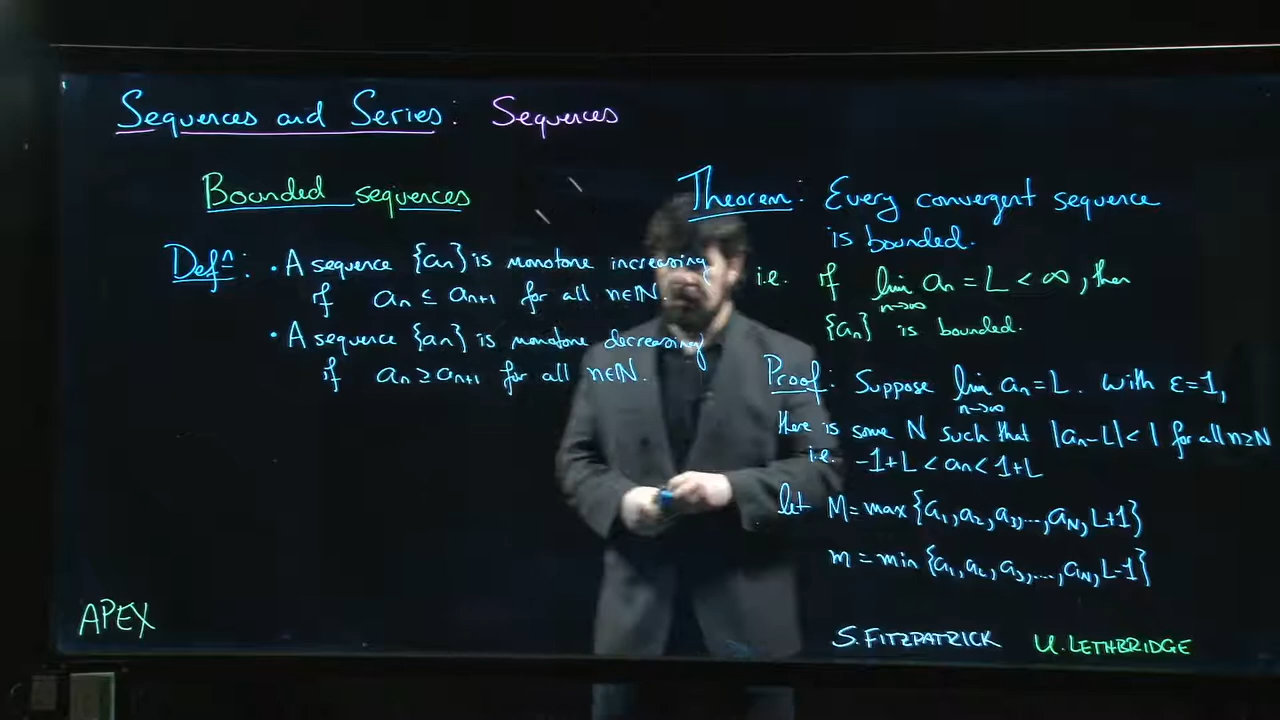 Sequences and Series: Sequences
Bounded sequences
Defⁿ: • A sequence {aₙ} is monotone increasing
if aₙ ≤ aₙ₊₁ for all n∈ℕ.
• A sequence {aₙ} is monotone decreasing
if aₙ ≥ aₙ₊₁ for all n∈ℕ.
Theorem: Every convergent sequence
is bounded.
i.e. if lim aₙ = L < ∞, then
n→∞
{aₙ} is bounded.
Proof: Suppose lim aₙ = L. With ε=1,
n→∞
there is some N such that |aₙ-L| < 1 for all n≥N
i.e. -1+L < aₙ < 1+L
let M = max {a₁, a₂, a₃, ..., a_N, L+1}
m = min {a₁, a₂, a₃, ..., a_N, L-1}
APEX
S. FITZPATRICK U. LETHBRIDGE